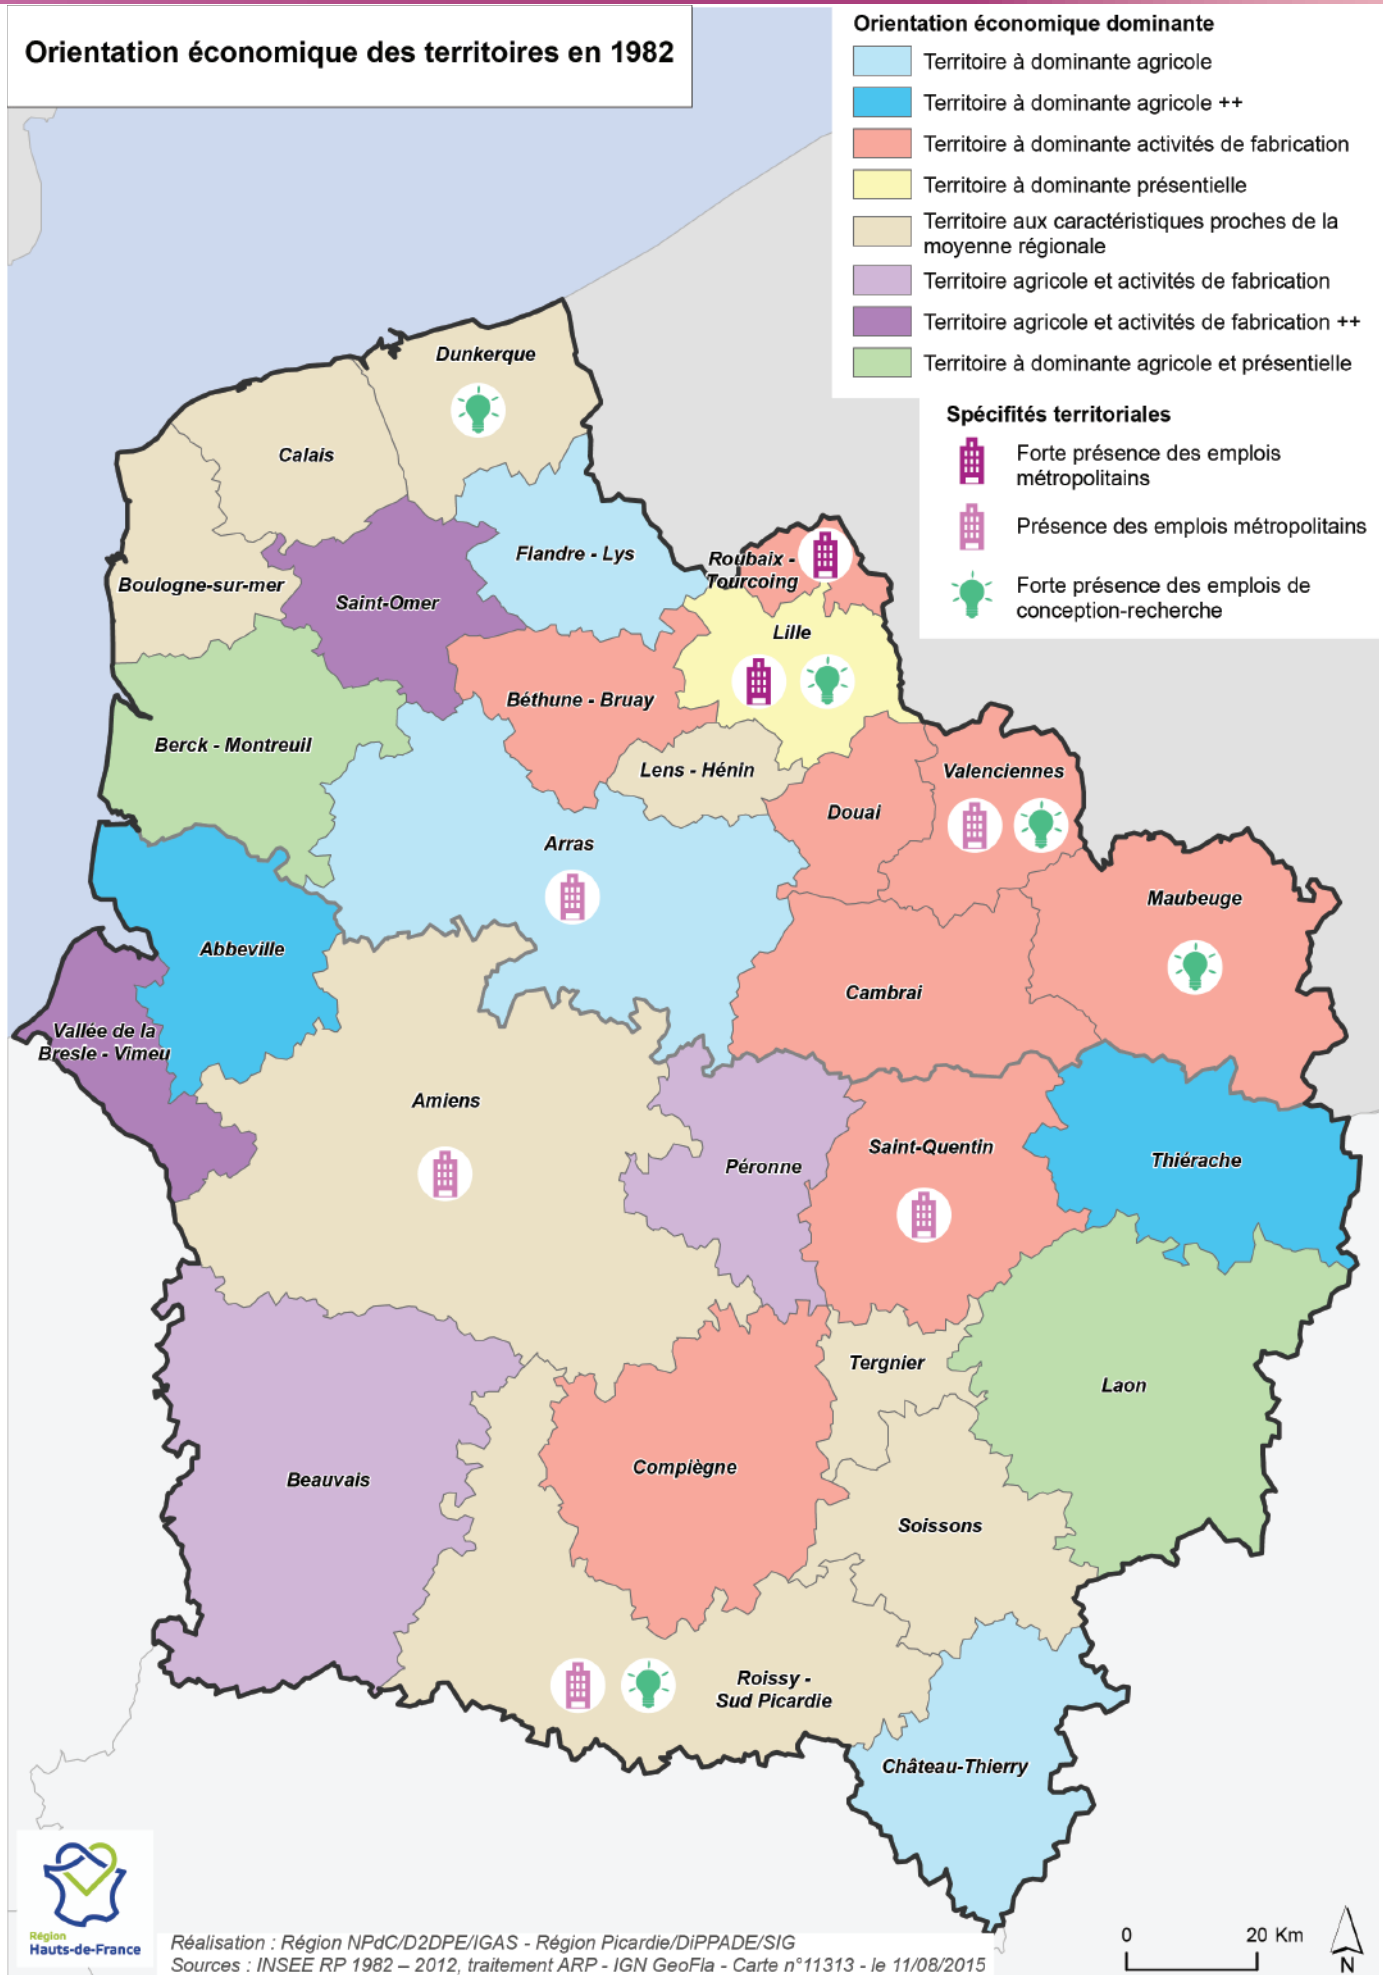 Orientation économique des territoires en 1982
Orientation économique dominante
Territoire à dominante agricole
Territoire à dominante agricole ++
Territoire à dominante activités de fabrication
Territoire à dominante présentielle
Territoire aux caractéristiques proches de la
moyenne régionale
Territoire agricole et activités de fabrication
Territoire agricole et activités de fabrication ++
Territoire à dominante agricole et présentielle
Spécifités territoriales
Forte présence des emplois
métropolitains
Présence des emplois métropolitains
Forte présence des emplois de
conception-recherche
Dunkerque
Calais
Flandre - Lys
Roubaix -
Tourcoing
Boulogne-sur-mer
Saint-Omer
Lille
Béthune - Bruay
Berck - Montreuil
Lens - Hénin
Valenciennes
Douai
Arras
Maubeuge
Abbeville
Cambrai
Vallée de la
Bresle - Vimeu
Amiens
Saint-Quentin
Péronne
Thiérache
Tergnier
Laon
Compiègne
Beauvais
Soissons
Roissy -
Sud Picardie
Château-Thierry
Région
Hauts-de-France
Réalisation : Région NPdC/D2DPE/IGAS - Région Picardie/DiPPADE/SIG
Sources : INSEE RP 1982 – 2012, traitement ARP - IGN GeoFla - Carte n°11313 - le 11/08/2015
0 20 Km
N